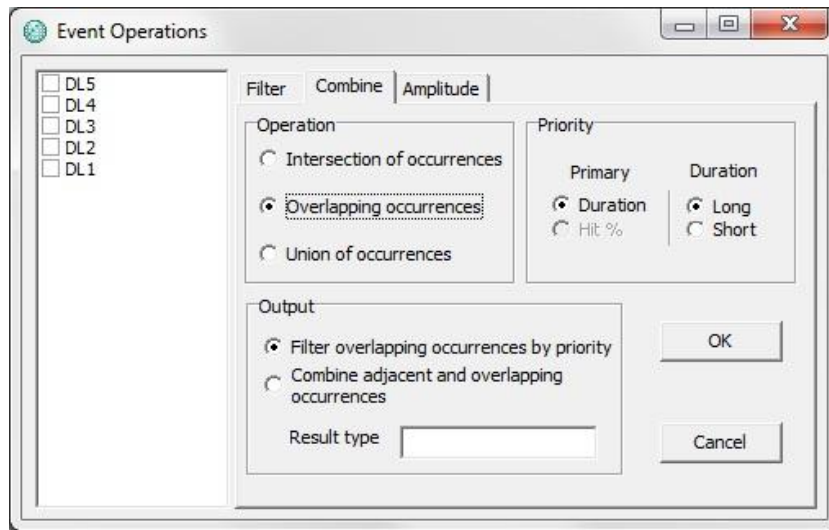 Event Operations
DL5
DL4
DL3
DL2
DL1
Filter
Combine
Amplitude
Operation
Intersection of occurrences
Overlapping occurrences
Union of occurrences
Priority
Primary
Duration
Hit %
Duration
Long
Short
Output
Filter overlapping occurrences by priority
Combine adjacent and overlapping
occurrences
Result type
OK
Cancel